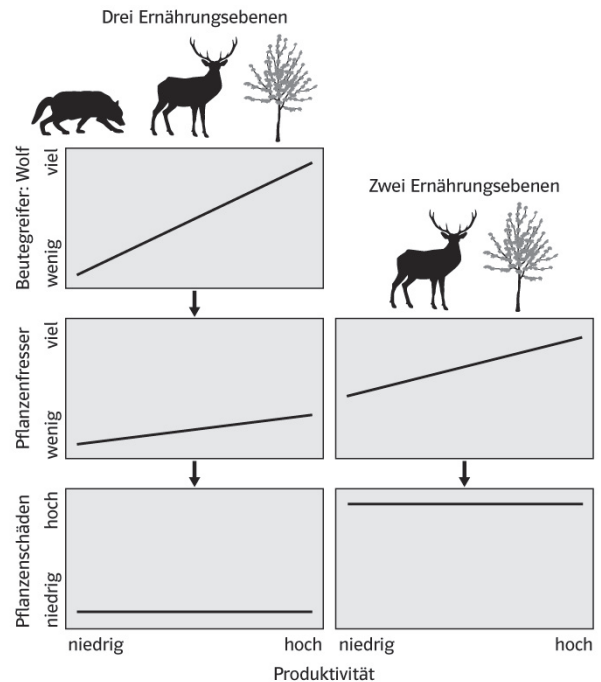 Drei Ernährungsebenen
Beutegreifer: Wolf
wenig
viel
Zwei Ernährungsebenen
Pflanzenfresser
wenig
viel
Pflanzenschäden
niedrig
hoch
niedrig
hoch
niedrig
hoch
Produktivität